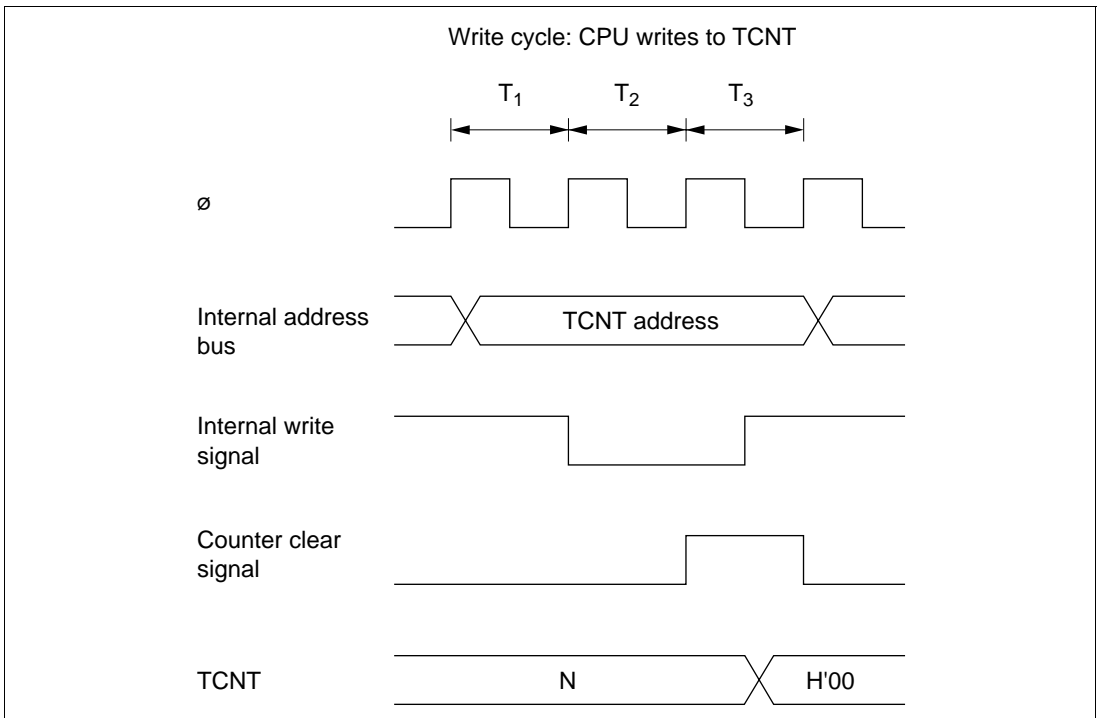 Write cycle: CPU writes to TCNT
T1 T2 T3
ø
Internal address
bus
TCNT address
Internal write
signal
Counter clear
signal
TCNT
N
H'00